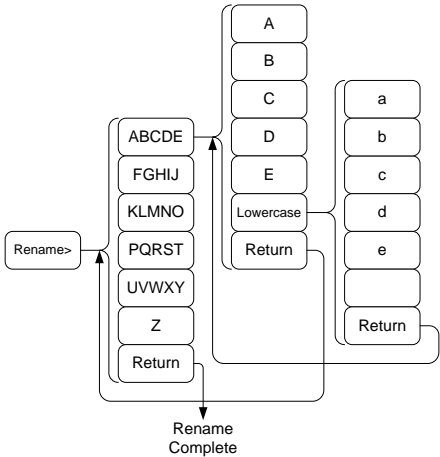 Rename>
ABCDE
FGHIJ
KLMNO
PQRST
UVWXY
Z
Return
Rename
Complete
A
B
C
D
E
Lowercase
Return
a
b
c
d
e
Return